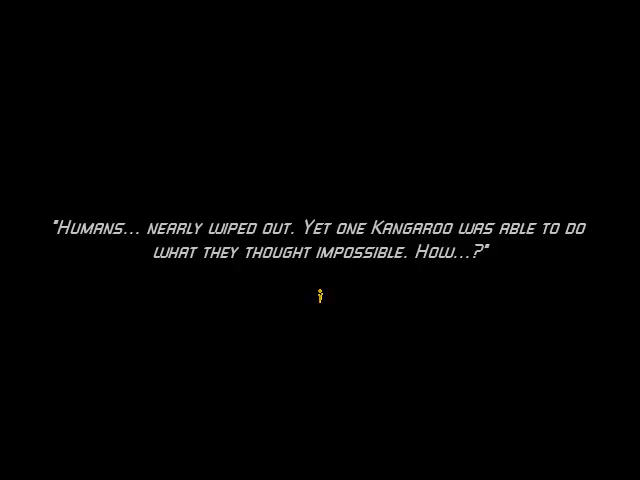 "Humans... nearly wiped out. Yet one Kangaroo was able to do
what they thought impossible. How...?"